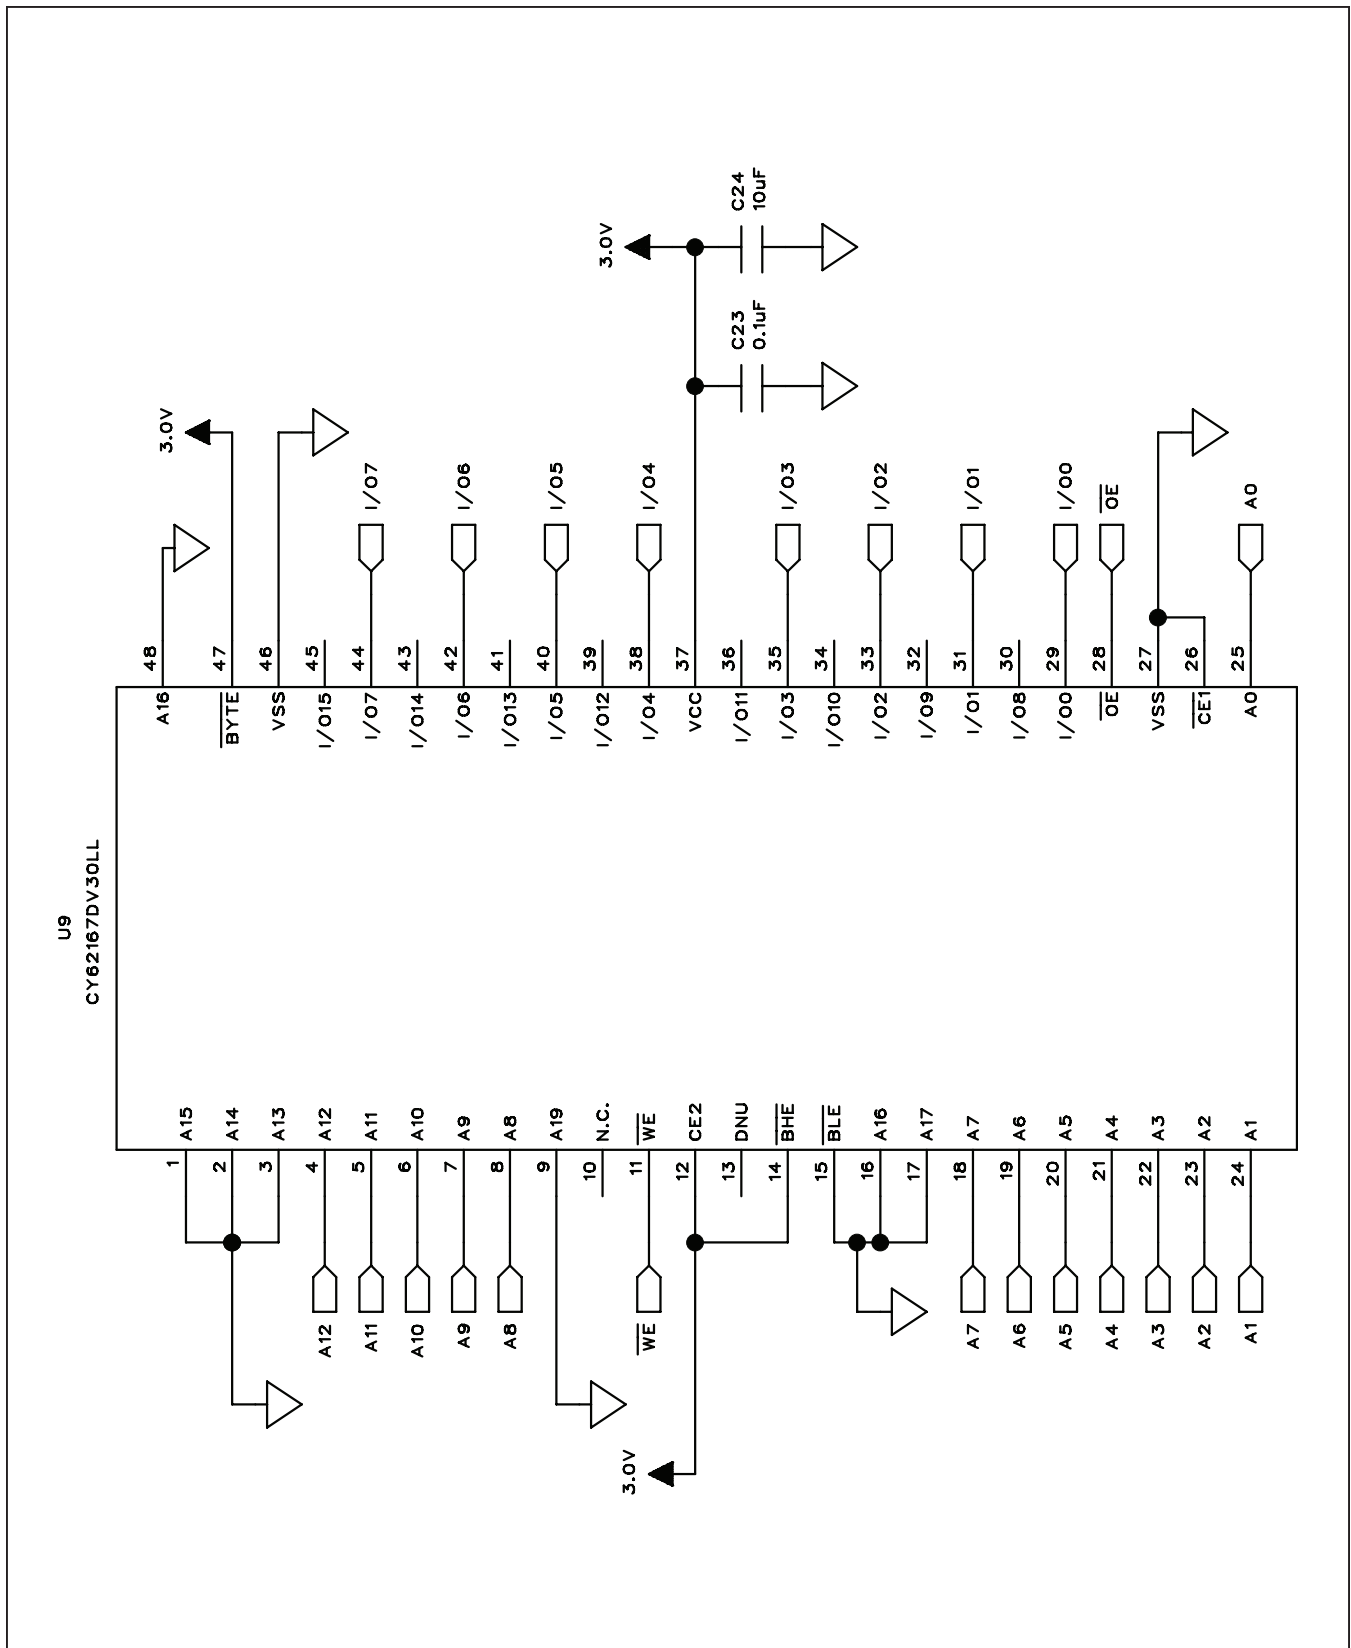 U9
CY62167DV30LL
A16 48 3.0V
1 A15
2 A14 BYTE 47
3 A13 VSS 46
A12 4 A12 I/O15 45
A11 5 A11 I/O7 44 I/O7
A10 6 A10 I/O14 43
A9 7 A9 I/O6 42 I/O6
A8 8 A8 I/O13 41
9 A19 I/O5 40 I/O5
10 N.C. I/O12 39 3.0V
3.0V
WE 11 WE I/O4 38 I/O4
12 CE2 VCC 37
13 DNU I/O11 36 C23 C24
0.1uF 10uF
14 BHE I/O3 35 I/O3
15 BLE I/O10 34
16 A16 I/O2 33 I/O2
17 A17 I/O9 32
A7 18 A7 I/O1 31 I/O1
A6 19 A6 I/O8 30
A5 20 A5 I/O0 29 I/O0
A4 21 A4 OE 28 OE
A3 22 A3 VSS 27
A2 23 A2 CE1 26
A1 24 A1 A0 25 A0